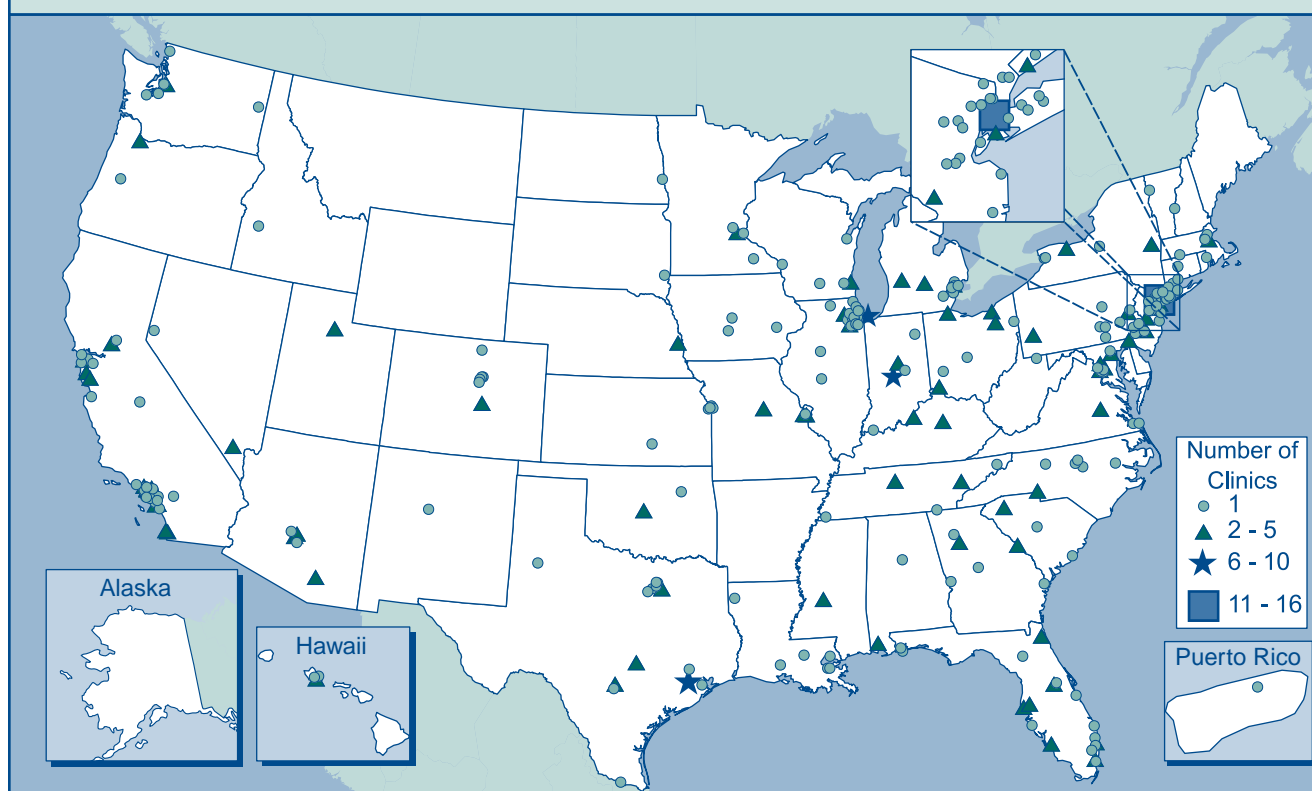 Number of
Clinics
1
2 - 5
6 - 10
11 - 16
Alaska
Hawaii
Puerto Rico